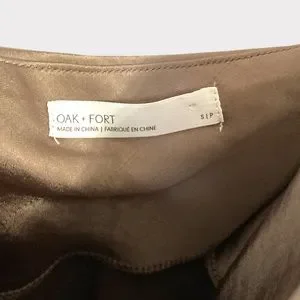 OAK + FORT
MADE IN CHINA | FABRIQUÉ EN CHINE
S | P